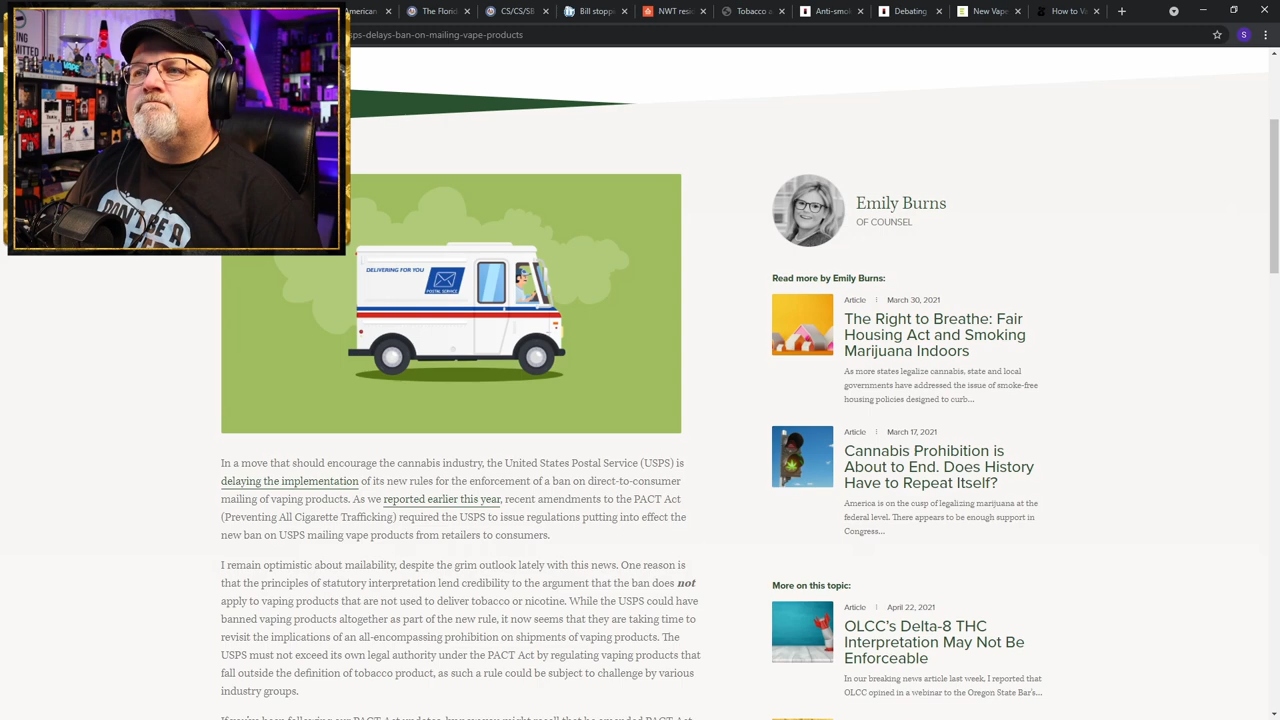 FOX/CSS/SB
Bill stopp
NWT resi
Tobacco a
Anti-smok
Debating
How to Va
sps-delays-ban-on-mailing-vape-products
VAPE
DON'T BE A
DELIVERING FOR YOU
POSTAL SERVICE
In a move that should encourage the cannabis industry, the United States Postal Service (USPS) is
delaying the implementation of its new rules for the enforcement of a ban on direct-to-consumer
mailing of vaping products. As we reported earlier this year, recent amendments to the PACT Act
(Preventing All Cigarette Trafficking) required the USPS to issue regulations putting into effect the
new ban on USPS mailing vape products from retailers to consumers.
I remain optimistic about mailability, despite the grim outlook lately with this news. One reason is
that the principles of statutory interpretation lend credibility to the argument that the ban does not
apply to vaping products that are not used to deliver tobacco or nicotine. While the USPS could have
banned vaping products altogether as part of the new rule, it now seems that they are taking time to
revisit the implications of an all-encompassing prohibition on shipments of vaping products. The
USPS must not exceed its own legal authority under the PACT Act by regulating vaping products that
fall outside the definition of tobacco product, as such a rule could be subject to challenge by various
industry groups.
Emily Burns
OF COUNSEL
Read more by Emily Burns:
Article ⋮ March 30, 2021
The Right to Breathe: Fair
Housing Act and Smoking
Marijuana Indoors
As more states legalize cannabis, state and local
governments have addressed the issue of smoke-free
housing policies designed to curb...
Article ⋮ March 17, 2021
Cannabis Prohibition is
About to End. Does History
Have to Repeat Itself?
America is on the cusp of legalizing marijuana at the
federal level. There appears to be enough support in
Congress...
More on this topic:
Article ⋮ April 22, 2021
OLCC's Delta-8 THC
Interpretation May Not Be
Enforceable
In our breaking news article last week, I reported that
OLCC opined in a webinar to the Oregon State Bar's...